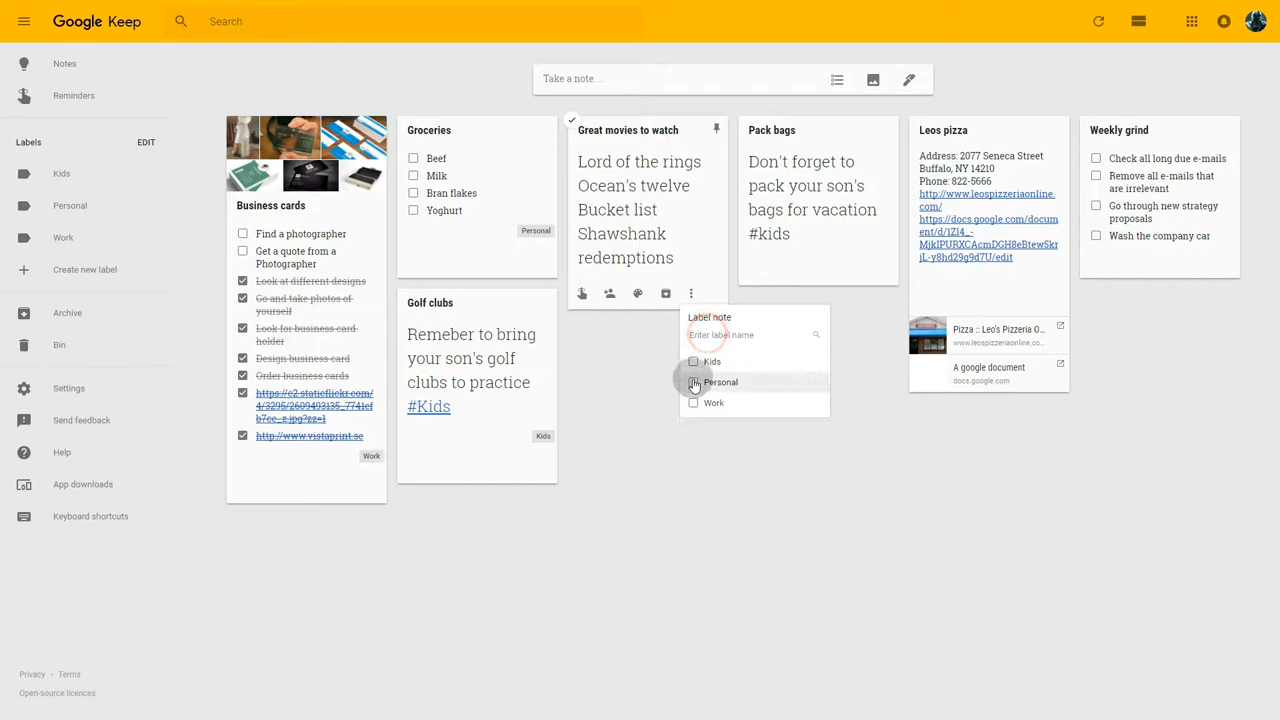 Google Keep
Search
Notes
Reminders
Labels
EDIT
Kids
Personal
Work
Create new label
Archive
Bin
Settings
Send feedback
Help
App downloads
Keyboard shortcuts
Privacy · Terms
Open-source licences
Take a note...
Business cards
Find a photographer
Get a quote from a
Photographer
Look at different designs
Go and take photos of
yourself
Look for business card
holder
Design business card
Order business cards
http://www.vistaprint.se
Work
Groceries
Beef
Milk
Bran flakes
Yoghurt
Personal
Golf clubs
Remeber to bring
your son's golf
clubs to practice
#Kids
Kids
Great movies to watch
Lord of the rings
Ocean's twelve
Bucket list
Shawshank
redemptions
Label note
Enter label name
Kids
Personal
Work
Pack bags
Don't forget to
pack your son's
bags for vacation
#kids
Leos pizza
Address: 2077 Seneca Street
Buffalo, NY 14210
Phone: 822-5666
http://www.leospizzeriaonline.
com/
https://docs.google.com/docum
Pizza :: Leo's Pizzeria O...
www.leospizzeriaonline.co...
A google document
docs.google.com
Weekly grind
Check all long due e-mails
Remove all e-mails that
are irrelevant
Go through new strategy
proposals
Wash the company car